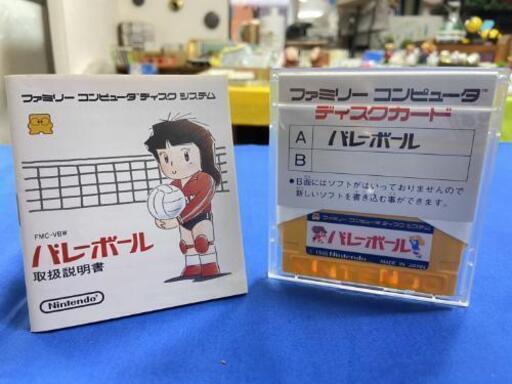 ファミリー コンピュータ™ ディスク システム
FMC-VBW
バレーボール
取扱説明書
Nintendo®
ファミリー コンピュータ™
ディスクカード
A バレーボール
B
●B面にはソフトがはいっておりませんので
新しいソフトを書き込む事ができます。
ファミリー コンピュータ ディスク システム
バレーボール
Nintendo MADE IN JAPAN